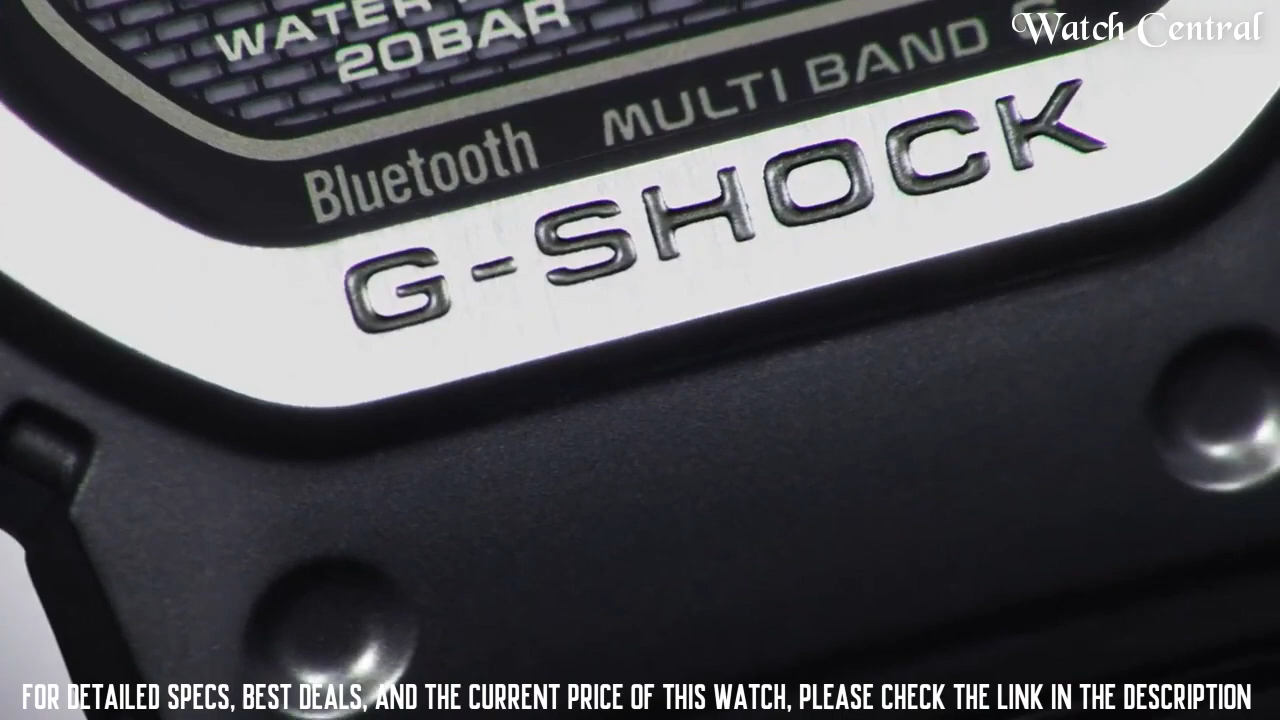 Watch Central
WATER
20BAR
Bluetooth MULTI BAND
G-SHOCK
FOR DETAILED SPECS, BEST DEALS, AND THE CURRENT PRICE OF THIS WATCH, PLEASE CHECK THE LINK IN THE DESCRIPTION